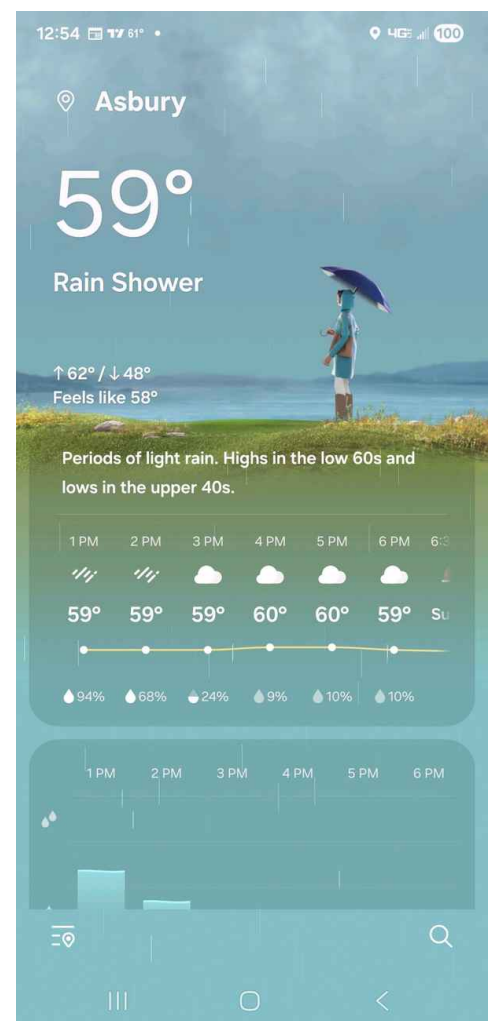 12:54 61°
4G 100
Asbury
59°
Rain Shower
↑62°/↓48°
Feels like 58°
Periods of light rain. Highs in the low 60s and
lows in the upper 40s.
1 PM 2 PM 3 PM 4 PM 5 PM 6 PM
59° 59° 59° 60° 60° 59° Su
94% 68% 24% 9% 10% 10%
1 PM 2 PM 3 PM 4 PM 5 PM 6 PM